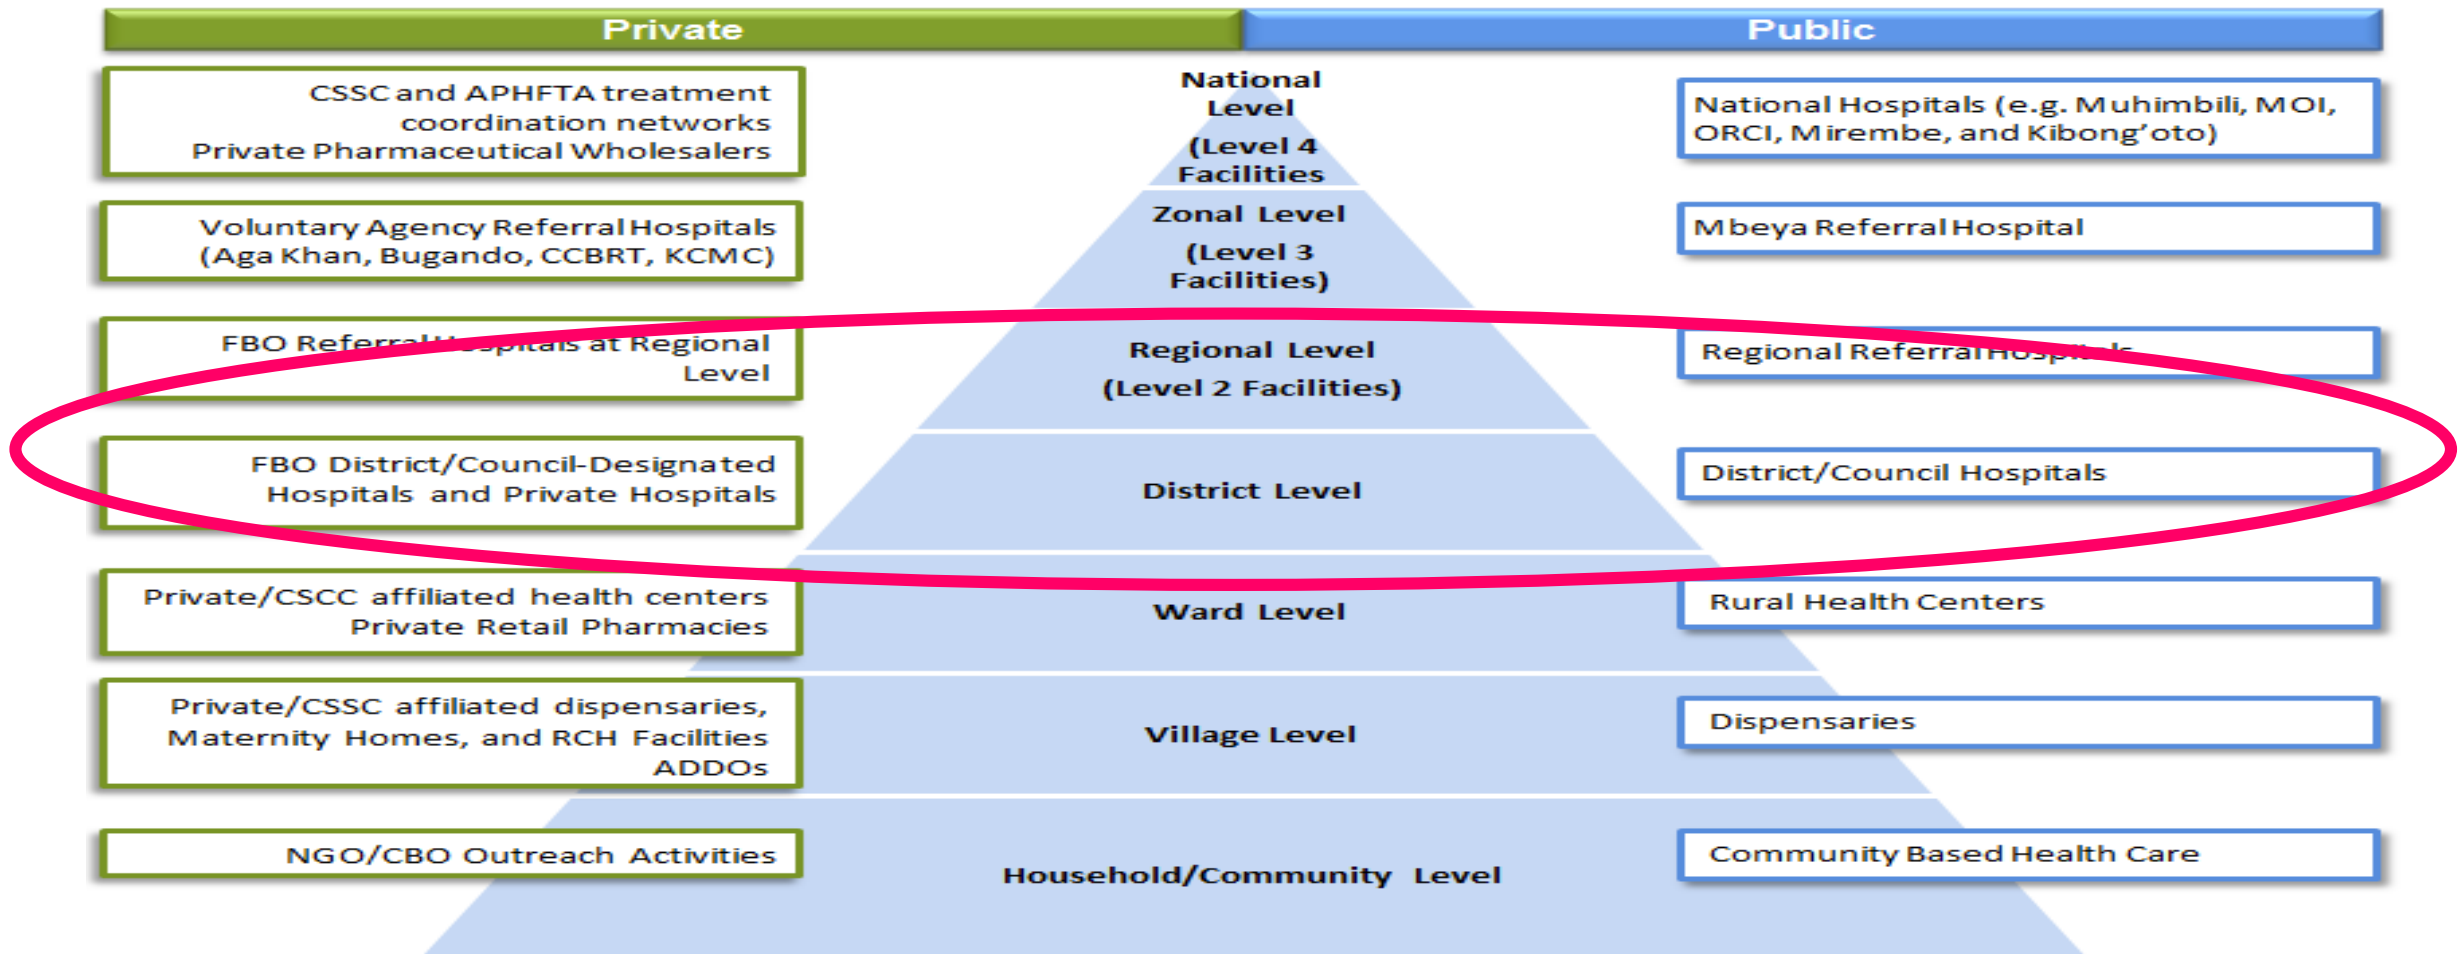 Private
Public
CSSC and APHFTA treatment
coordination networks
Private Pharmaceutical Wholesalers
National
Level
(Level 4
Facilities
National Hospitals (e.g. Muhimbili, MOI,
ORCI, Mirembe, and Kibong'oto)
Voluntary Agency Referral Hospitals
(Aga Khan, Bugando, CCBRT, KCMC)
Zonal Level
(Level 3
Facilities)
Mbeya Referral Hospital
FBO Referral Hospitals at Regional
Level
Regional Level
(Level 2 Facilities)
Regional Referral Hospitals
FBO District/Council-Designated
Hospitals and Private Hospitals
District Level
District/Council Hospitals
Private/CSCC affiliated health centers
Private Retail Pharmacies
Ward Level
Rural Health Centers
Private/CSSC affiliated dispensaries,
Maternity Homes, and RCH Facilities
ADDOs
Village Level
Dispensaries
NGO/CBO Outreach Activities
Household/Community Level
Community Based Health Care